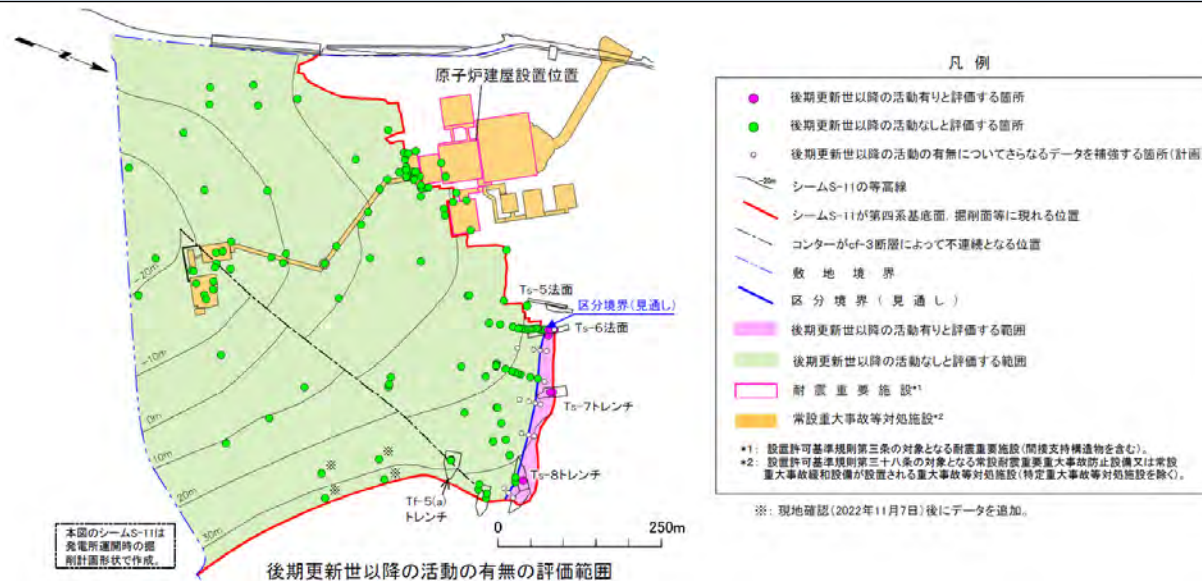 原子炉建屋設置位置
Ts-5法面
区分境界(見通し)
Ts-6法面
Ts-7トレンチ
Ts-8トレンチ
Tf-5(a)
トレンチ
-20m
-10m
0m
10m
20m
30m
※
※
※
※
0
250m
本図のシームS-11は
発電所運開時の掘
削計画形状で作成。
後期更新世以降の活動の有無の評価範囲
凡例
後期更新世以降の活動有りと評価する箇所
後期更新世以降の活動なしと評価する箇所
後期更新世以降の活動の有無についてさらなるデータを補強する箇所(計画
-20m
シームS-11の等高線
シームS-11が第四系基底面、掘削面等に現れる位置
コンターがcf-3断層によって不連続となる位置
敷地境界
区分境界(見通し)
後期更新世以降の活動有りと評価する範囲
後期更新世以降の活動なしと評価する範囲
耐震重要施設*1
常設重大事故等対処施設*2
*1: 設置許可基準規則第三条の対象となる耐震重要施設(間接支持構造物を含む)。
*2: 設置許可基準規則第三十八条の対象となる常設耐震重要重大事故防止設備又は常設
重大事故緩和設備が設置される重大事故等対処施設(特定重大事故等対処施設を除く)。
※: 現地確認(2022年11月7日)後にデータを追加。